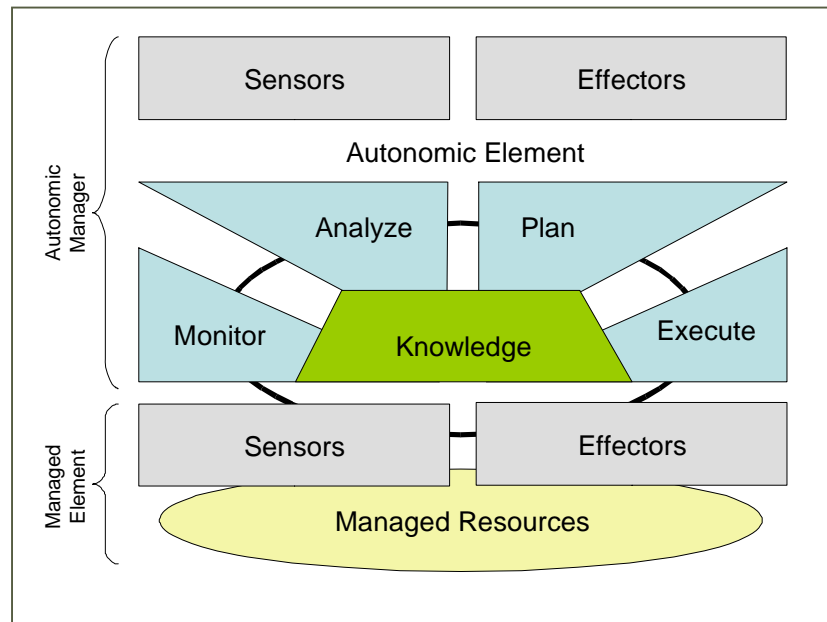 Sensors
Effectors
Autonomic Element
Autonomic
Manager
Analyze
Plan
Monitor
Knowledge
Execute
Managed
Element
Sensors
Effectors
Managed Resources